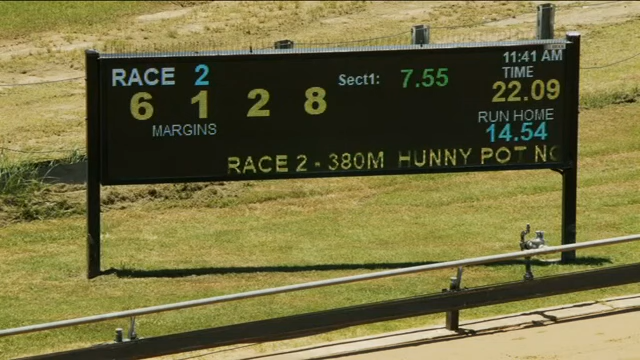 11:41 AM
RACE 2 Sect1: 7.55 TIME
6 1 2 8 22.09
MARGINS RUN HOME
14.54
RACE 2 - 380M HUNNY POT